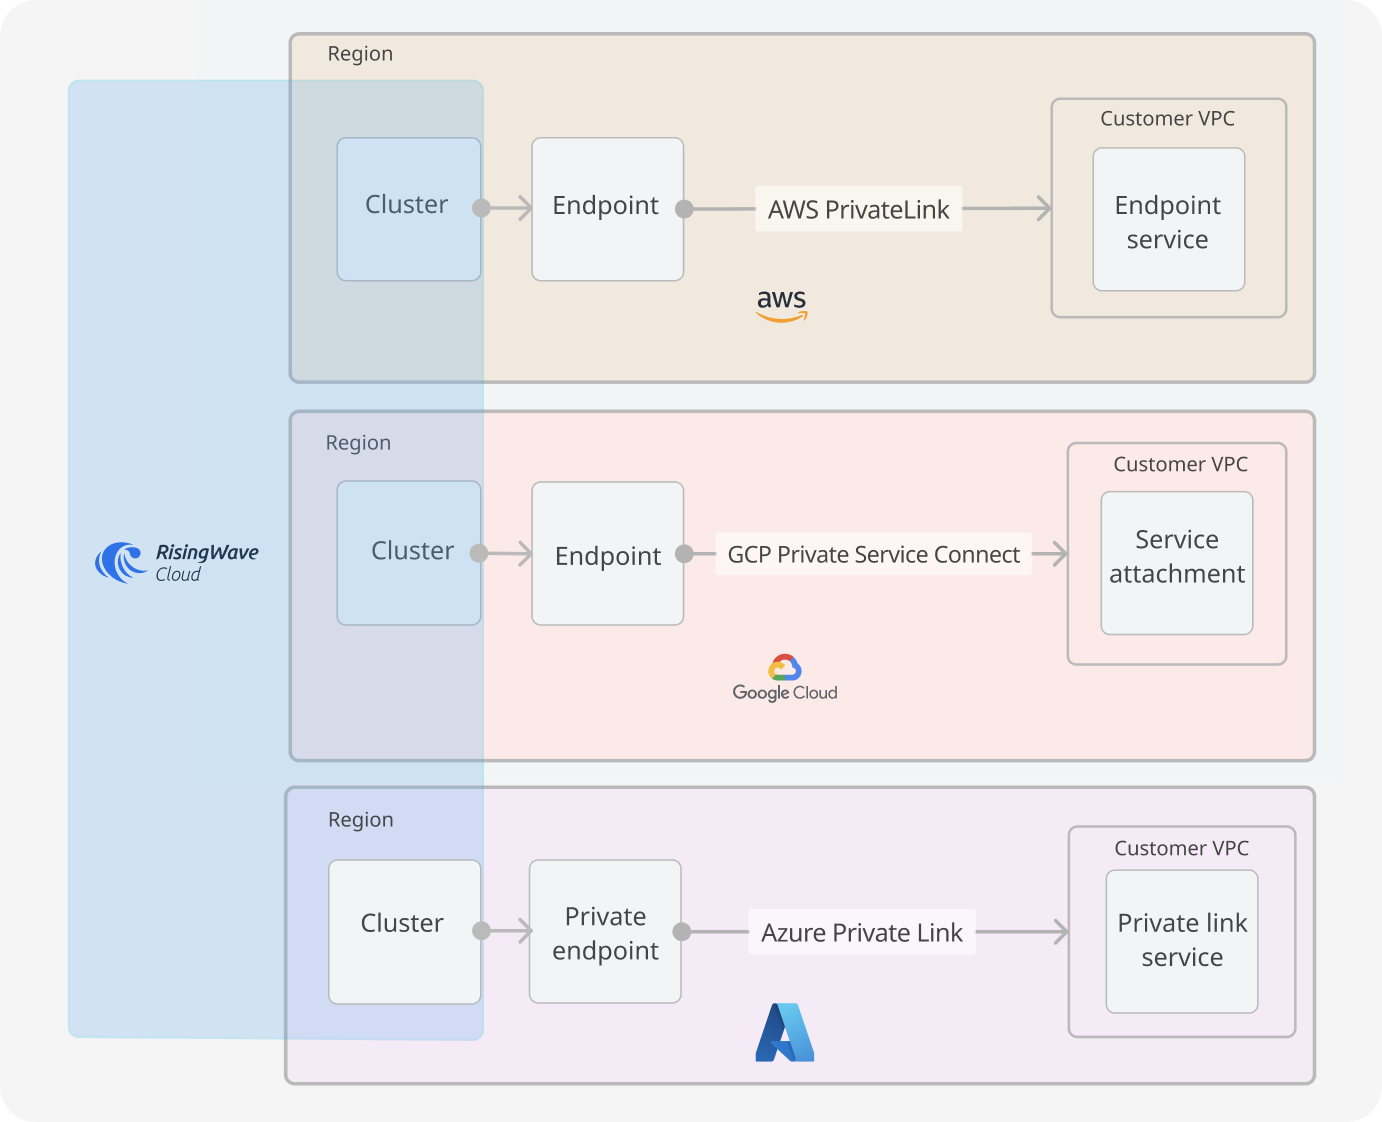 Region
Customer VPC
Cluster
Endpoint
AWS PrivateLink
Endpoint
service
aws
Region
Customer VPC
Cluster
Endpoint
GCP Private Service Connect
Service
attachment
RisingWave
Cloud
Google Cloud
Region
Customer VPC
Cluster
Private
endpoint
Azure Private Link
Private link
service